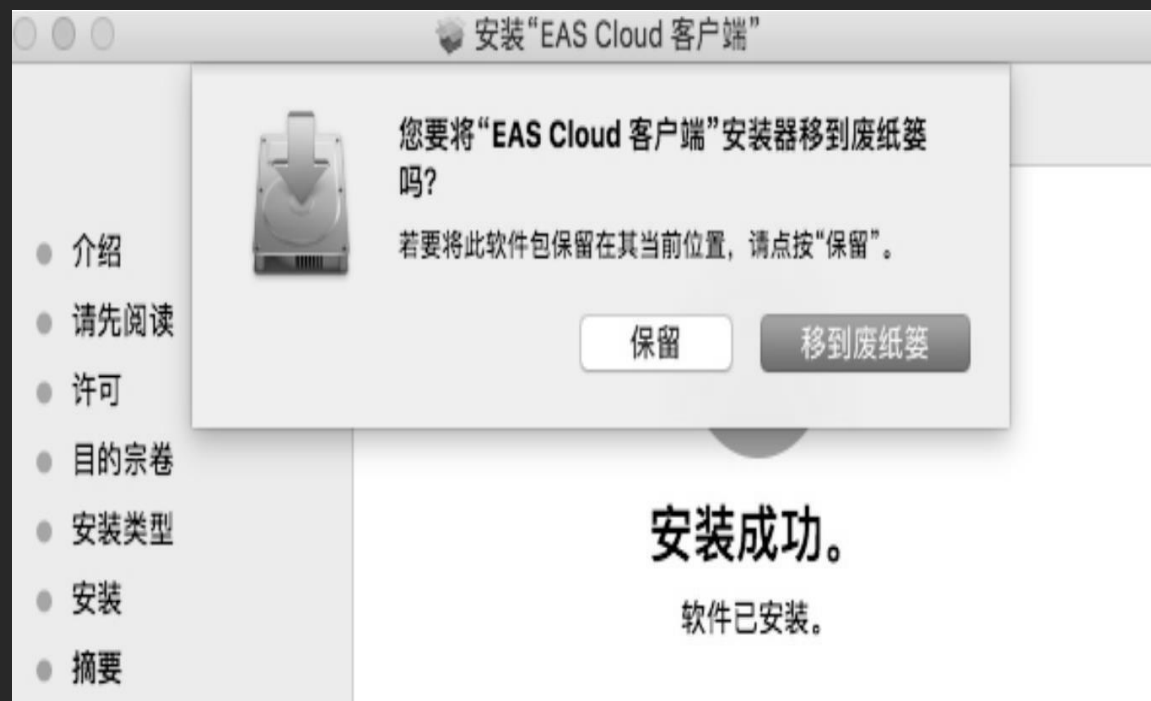 安装“EAS Cloud 客户端”
您要将“EAS Cloud 客户端”安装器移到废纸篓
吗?
若要将此软件包保留在其当前位置，请点按“保留”。
保留
移到废纸篓
介绍
请先阅读
许可
目的宗卷
安装类型
安装
摘要
安装成功。
软件已安装。